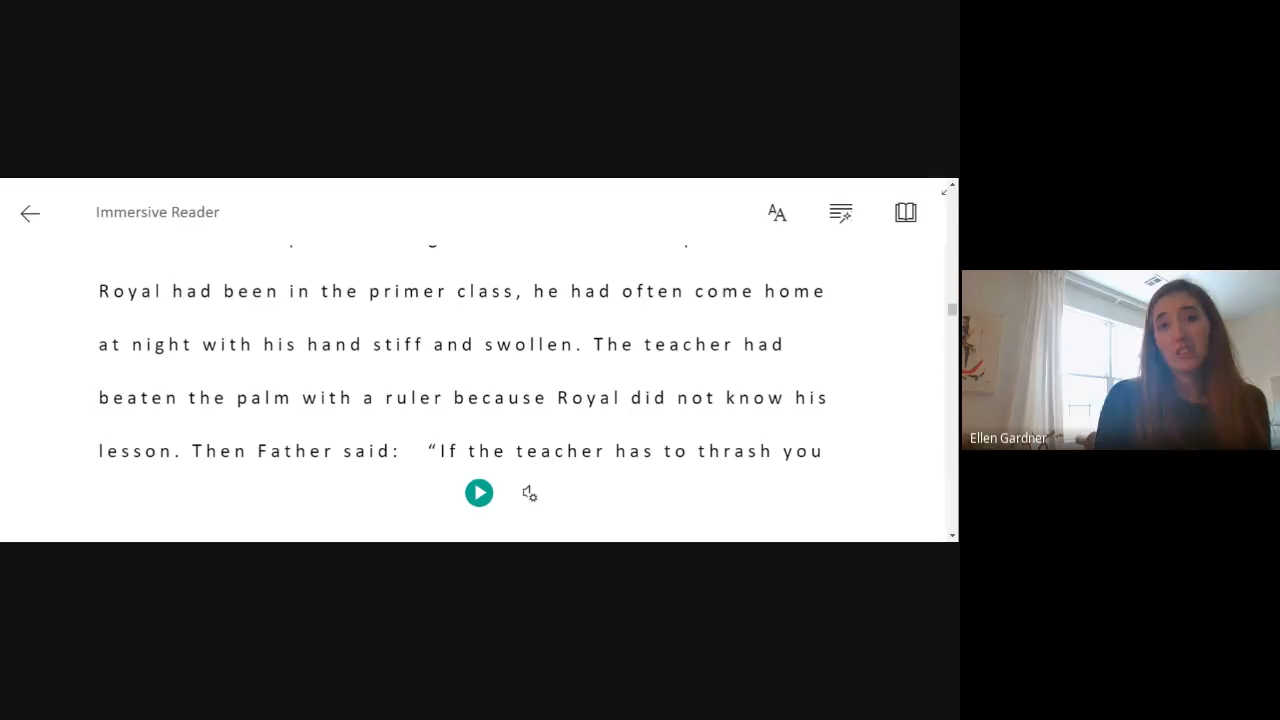 Immersive Reader
Royal had been in the primer class, he had often come home
at night with his hand stiff and swollen. The teacher had
beaten the palm with a ruler because Royal did not know his
lesson. Then Father said: “If the teacher has to thrash you
Ellen Gardner